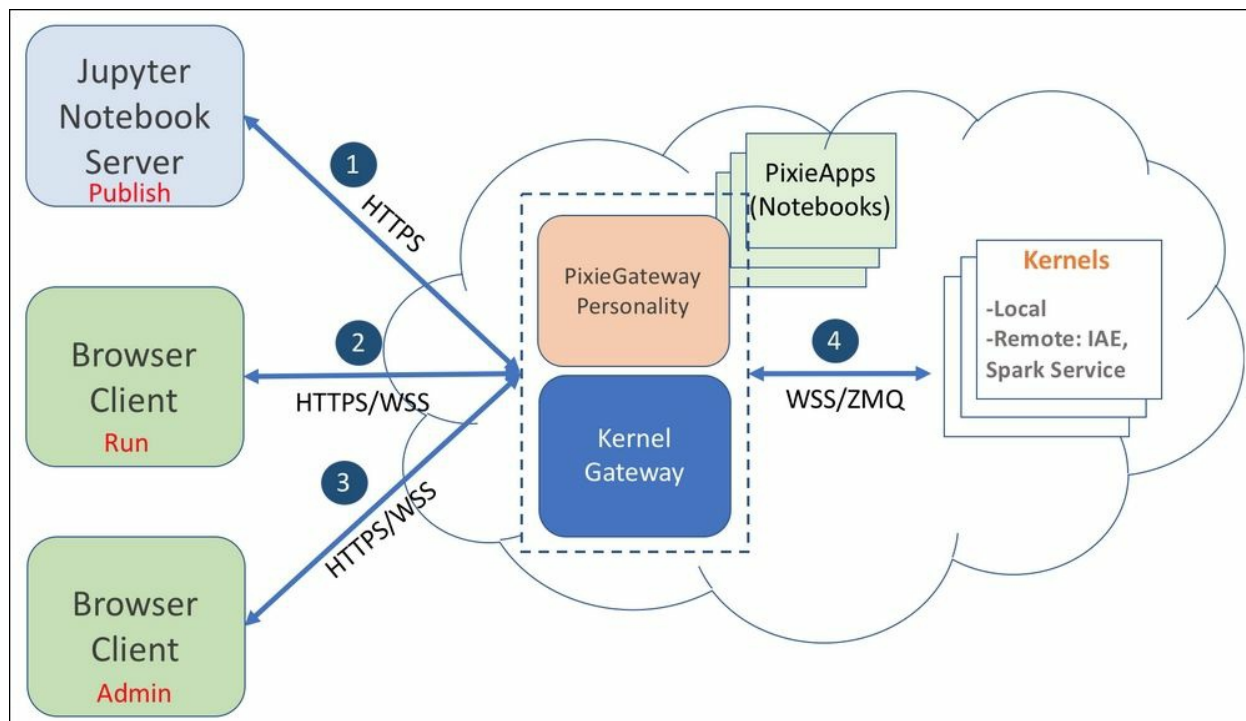 Jupyter
Notebook
Server
Publish
1
HTTPS
Browser
Client
Run
2
HTTPS/WSS
Browser
Client
Admin
3
HTTPS/WSS
PixieGateway
Personality
Kernel
Gateway
PixieApps
(Notebooks)
4
WSS/ZMQ
Kernels
-Local
-Remote: IAE,
Spark Service